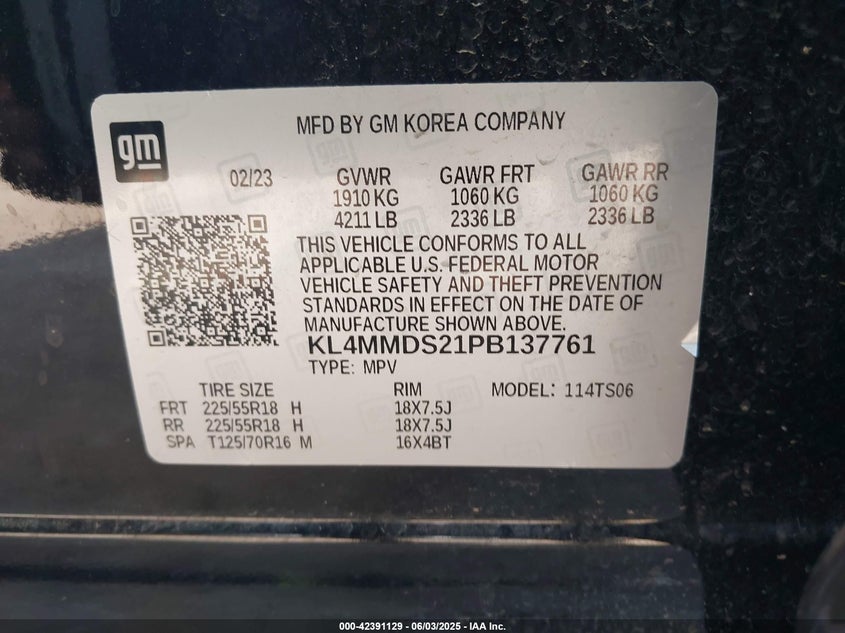 gm
MFD BY GM KOREA COMPANY
02/23 GVWR GAWR FRT GAWR RR
1910 KG 1060 KG 1060 KG
4211 LB 2336 LB 2336 LB
THIS VEHICLE CONFORMS TO ALL
APPLICABLE U.S. FEDERAL MOTOR
VEHICLE SAFETY AND THEFT PREVENTION
STANDARDS IN EFFECT ON THE DATE OF
MANUFACTURE SHOWN ABOVE.
KL4MMDS21PB137761
TYPE: MPV
TIRE SIZE RIM MODEL: 114TS06
FRT 225/55R18 H 18X7.5J
RR 225/55R18 H 18X7.5J
SPA T125/70R16 M 16X4BT
000-42391129 - 06/03/2025 - IAA Inc.